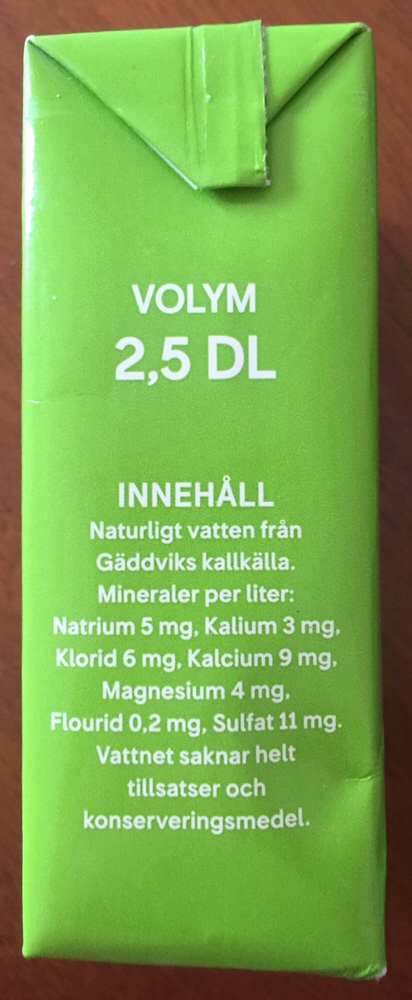 VOLYM
2,5 DL
INNEHÅLL
Naturligt vatten från
Gäddviks kallkälla.
Mineraler per liter:
Natrium 5 mg, Kalium 3 mg,
Klorid 6 mg, Kalcium 9 mg,
Magnesium 4 mg,
Flourid 0,2 mg, Sulfat 11 mg.
Vattnet saknar helt
tillsatser och
konserveringsmedel.